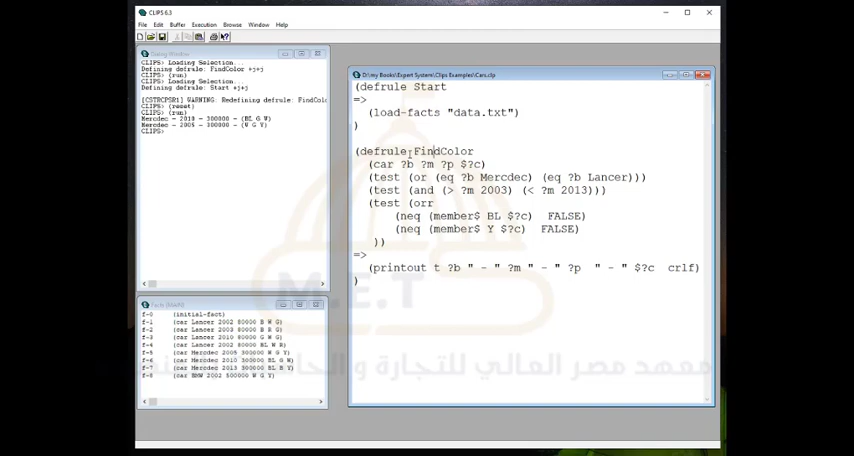 CLIPS 6.3
File Edit Buffer Execution Browse Window Help
Dialog Window
CLIPS> Loading Selection...
Defining defrule: FindColor +j+j
CLIPS> (run)
CLIPS> Loading Selection...
Defining defrule: Start +j+j
[CSTRCPSR1] WARNING: Redefining defrule: FindColo
CLIPS> (reset)
CLIPS> (run)
Mercdec - 2010 - 300000 - (BL G W)
Mercdec - 2005 - 300000 - (W G Y)
CLIPS>
Facts (MAIN)
f-0 (initial-fact)
f-1 (car Lancer 2002 80000 B W G)
f-2 (car Lancer 2003 80000 B R G)
f-3 (car Lancer 2010 80000 G W G)
f-4 (car Lancer 2002 80000 BL W R)
f-5 (car Mercdec 2005 300000 W G Y)
f-6 (car Mercdec 2010 300000 BL G W)
f-7 (car Mercdec 2013 300000 BL B Y)
f-8 (car BMW 2002 500000 W G Y)
D:\my Books\Expert System\Clips Examples\Cars.clp
(defrule Start
=>
(load-facts "data.txt")
)
(defrule FindColor
(car ?b ?m ?p $?c)
(test (or (eq ?b Mercdec) (eq ?b Lancer)))
(test (and (> ?m 2003) (< ?m 2013)))
(test (orr
(neq (member$ BL $?c) FALSE)
(neq (member$ Y $?c) FALSE)
))
=>
(printout t ?b " - " ?m " - " ?p " - " $?c crlf)
)
M.E.T
معهد مصر العالي للتجارة و الحا